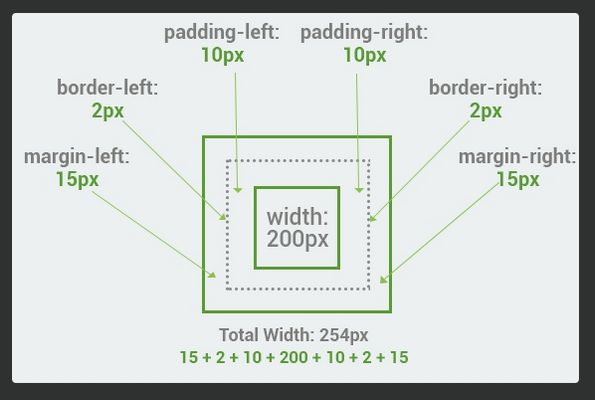 padding-left: padding-right:
10px 10px
border-left: border-right:
2px 2px
margin-left: margin-right:
15px 15px
width:
200px
Total Width: 254px
15 + 2 + 10 + 200 + 10 + 2 + 15